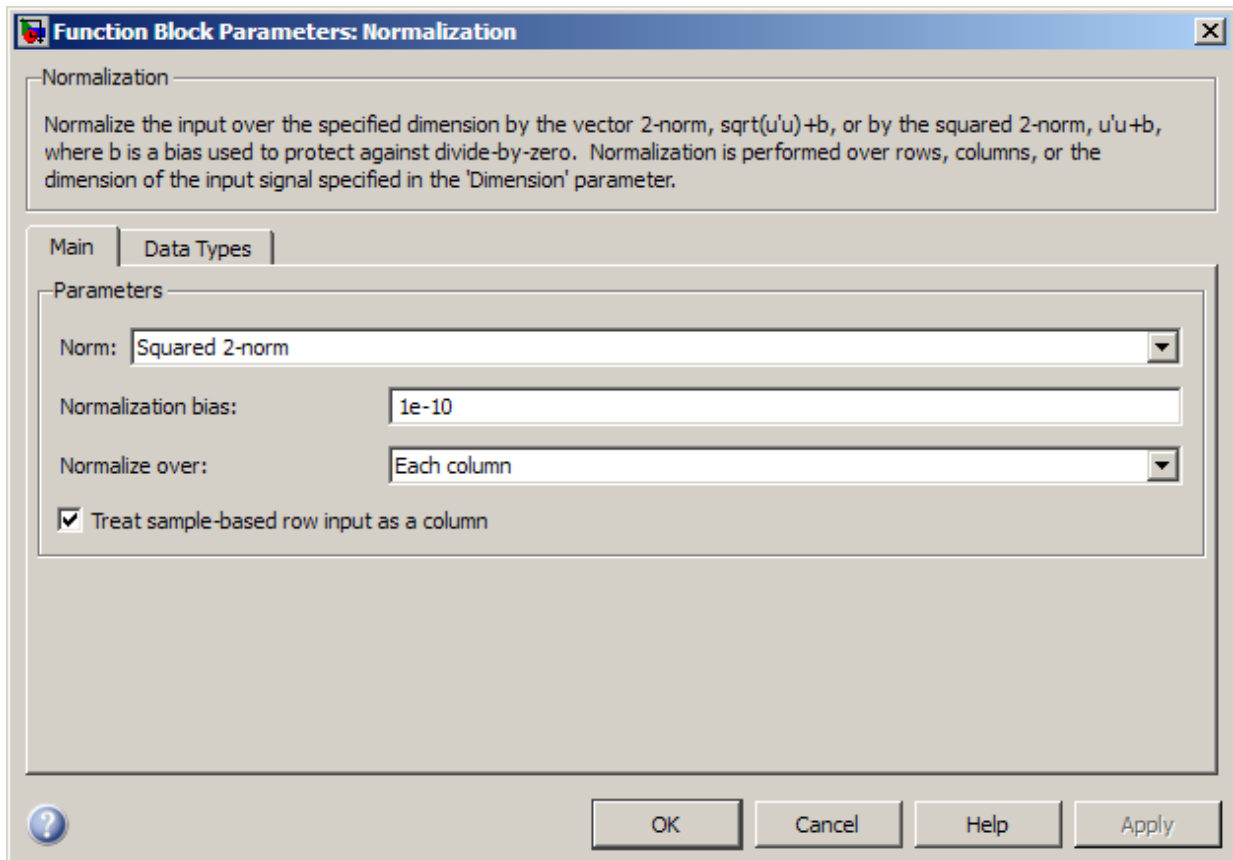 Function Block Parameters: Normalization
Normalization
Normalize the input over the specified dimension by the vector 2-norm, sqrt(u'u)+b, or by the squared 2-norm, u'u+b,
where b is a bias used to protect against divide-by-zero.  Normalization is performed over rows, columns, or the
dimension of the input signal specified in the 'Dimension' parameter.
Main Data Types
Parameters
Norm: Squared 2-norm
Normalization bias: 1e-10
Normalize over: Each column
Treat sample-based row input as a column
? OK Cancel Help Apply